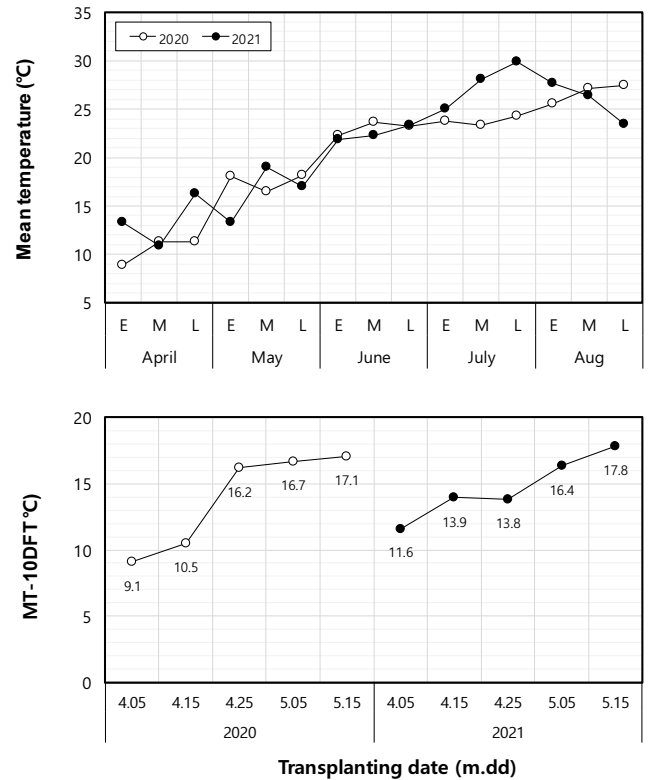 Mean temperature (℃)
35
30
25
20
15
10
5
2020 2021
E M L E M L E M L E M L E M L
April May June July Aug
MT-10DFT ℃)
20
15
10
5
0
9.1 10.5 16.2 16.7 17.1 11.6 13.9 13.8 16.4 17.8
4.05 4.15 4.25 5.05 5.15 4.05 4.15 4.25 5.05 5.15
2020 2021
Transplanting date (m.dd)